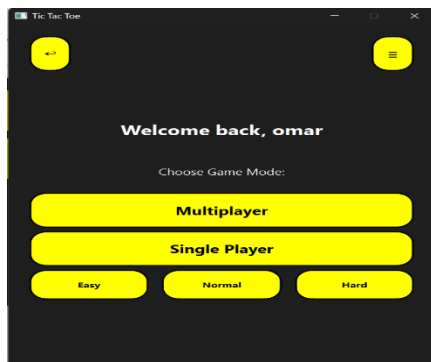 Tic Tac Toe
Welcome back, omar
Choose Game Mode:
Multiplayer
Single Player
Easy Normal Hard